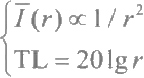 Ī(r) ∝ 1 / r²
TL = 20 lg r